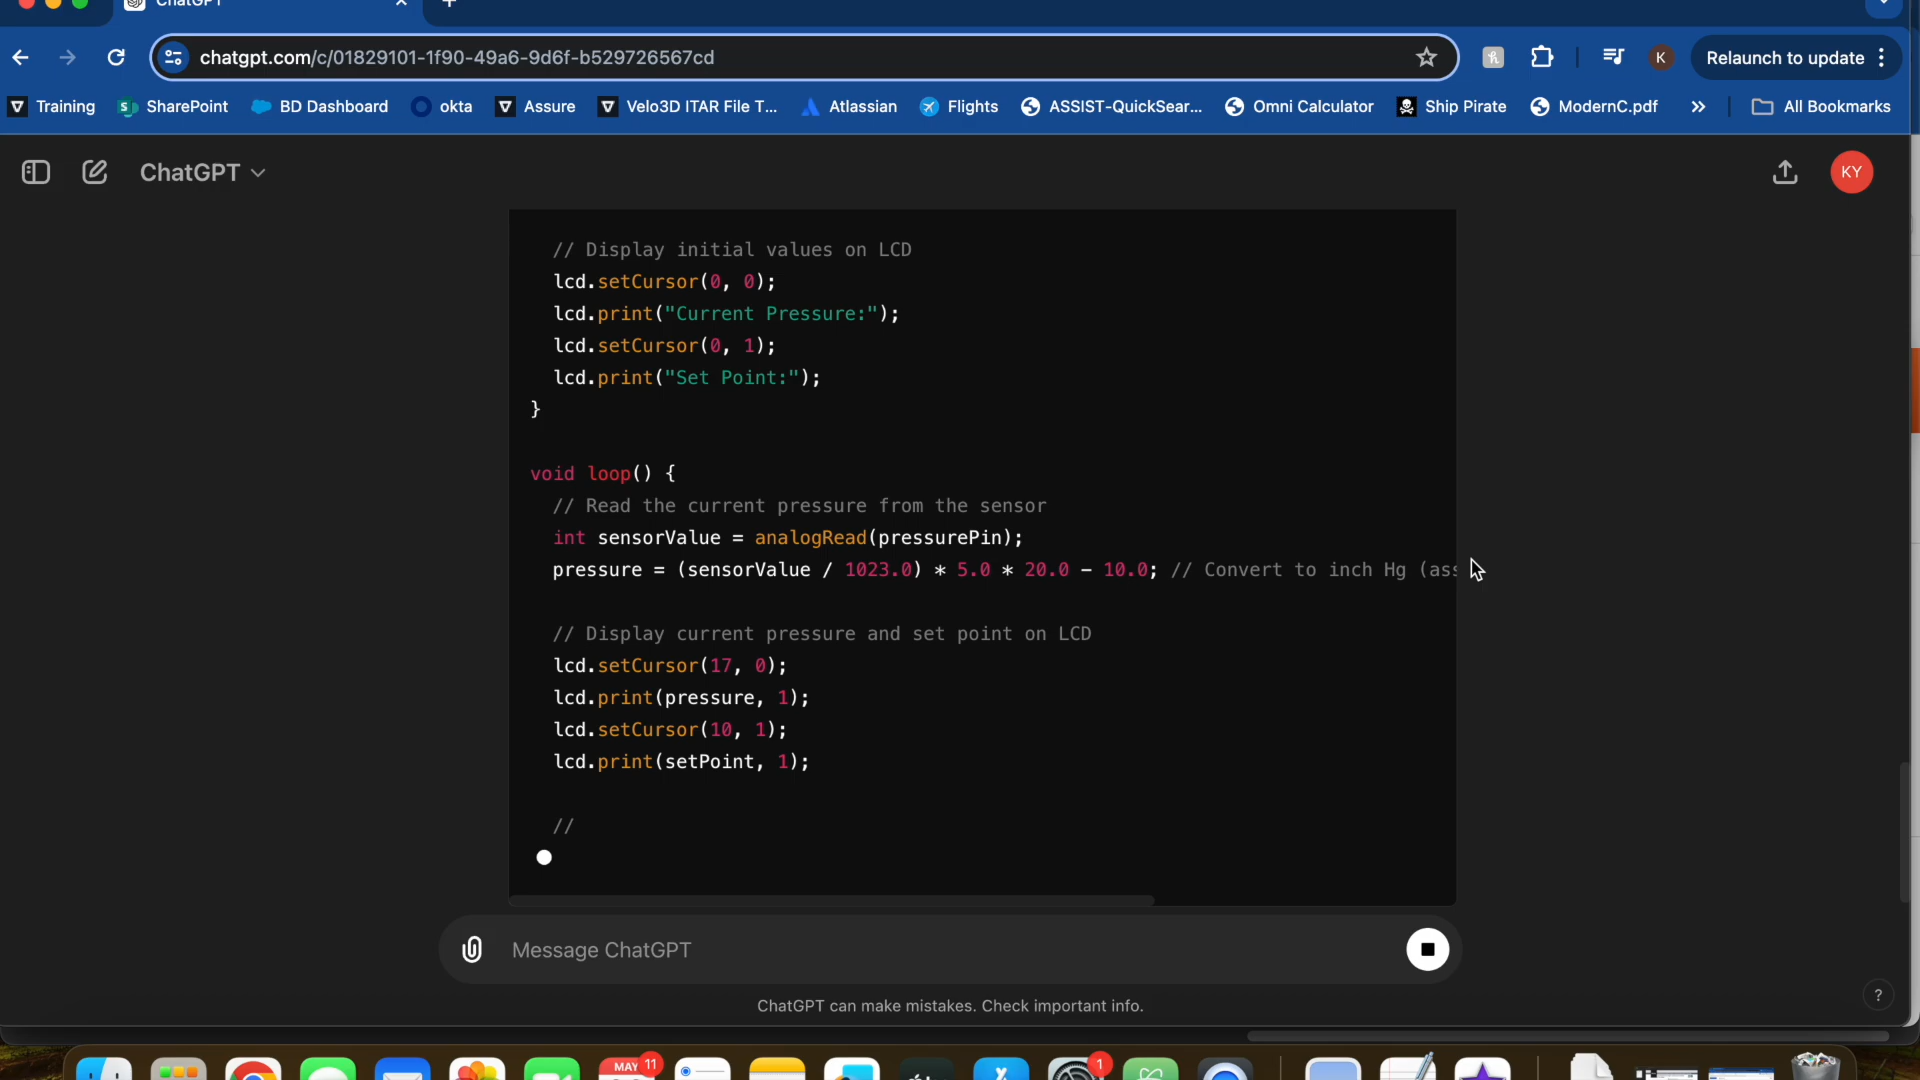 ChatGPT
chatgpt.com/c/01829101-1f90-49a6-9d6f-b529726567cd
K
Relaunch to update
Training
SharePoint
BD Dashboard
okta
Assure
Velo3D ITAR File T...
Atlassian
Flights
ASSIST-QuickSear...
Omni Calculator
Ship Pirate
ModernC.pdf
»
All Bookmarks
ChatGPT
KY
// Display initial values on LCD
lcd.setCursor(0, 0);
lcd.print("Current Pressure:");
lcd.setCursor(0, 1);
lcd.print("Set Point:");
}
void loop() {
// Read the current pressure from the sensor
int sensorValue = analogRead(pressurePin);
pressure = (sensorValue / 1023.0) * 5.0 * 20.0 - 10.0; // Convert to inch Hg (ass
// Display current pressure and set point on LCD
lcd.setCursor(17, 0);
lcd.print(pressure, 1);
lcd.setCursor(10, 1);
lcd.print(setPoint, 1);
//
Message ChatGPT
ChatGPT can make mistakes. Check important info.
?
MAY
11
1